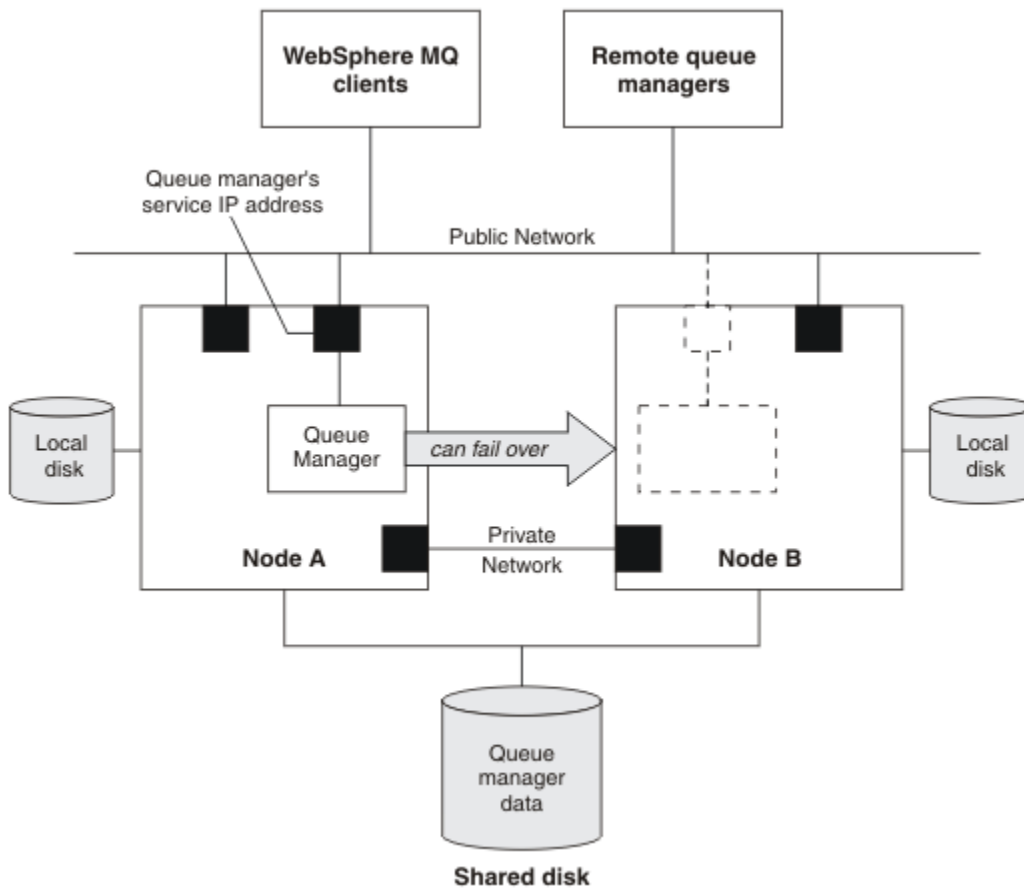 WebSphere MQ
clients
Remote queue
managers
Queue manager's
service IP address
Public Network
Local
disk
Queue
Manager
can fail over
Local
disk
Private
Network
Node A
Node B
Queue
manager
data
Shared disk